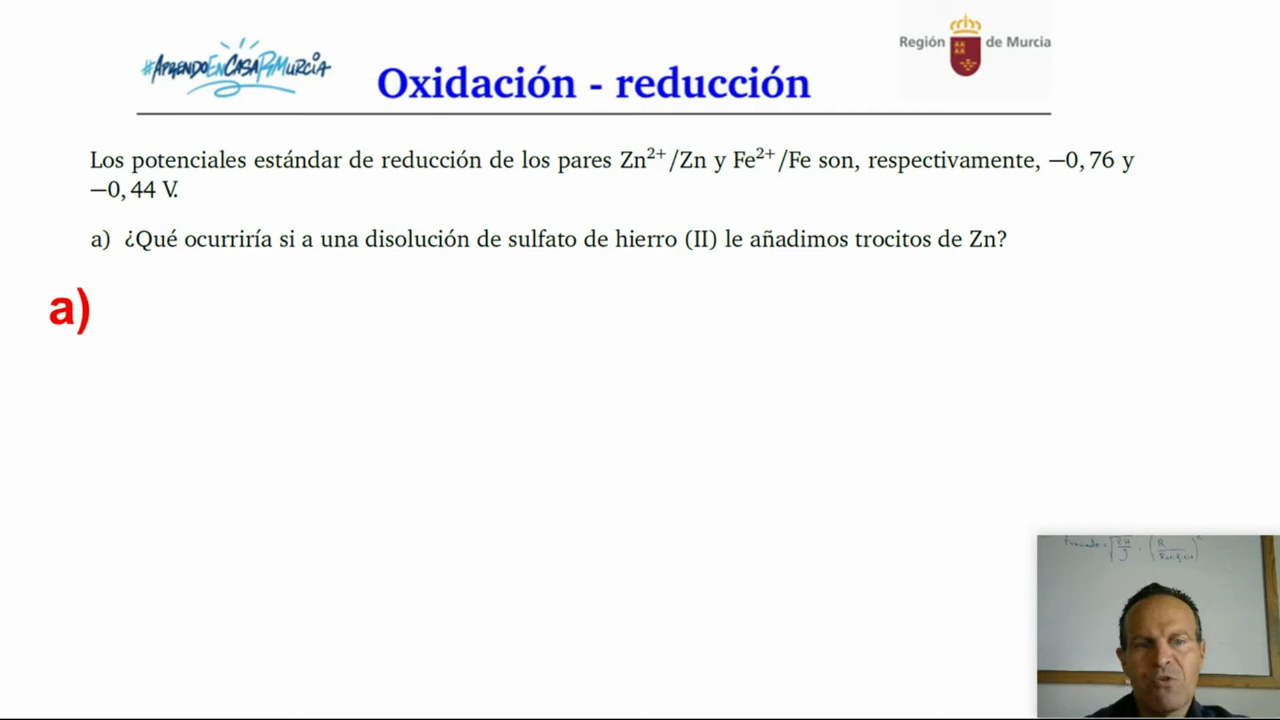 #AprendoEnCasaRMurcia
Región de Murcia
Oxidación - reducción
Los potenciales estándar de reducción de los pares Zn²⁺/Zn y Fe²⁺/Fe son, respectivamente, −0, 76 y
−0, 44 V.
a) ¿Qué ocurriría si a una disolución de sulfato de hierro (II) le añadimos trocitos de Zn?
a)